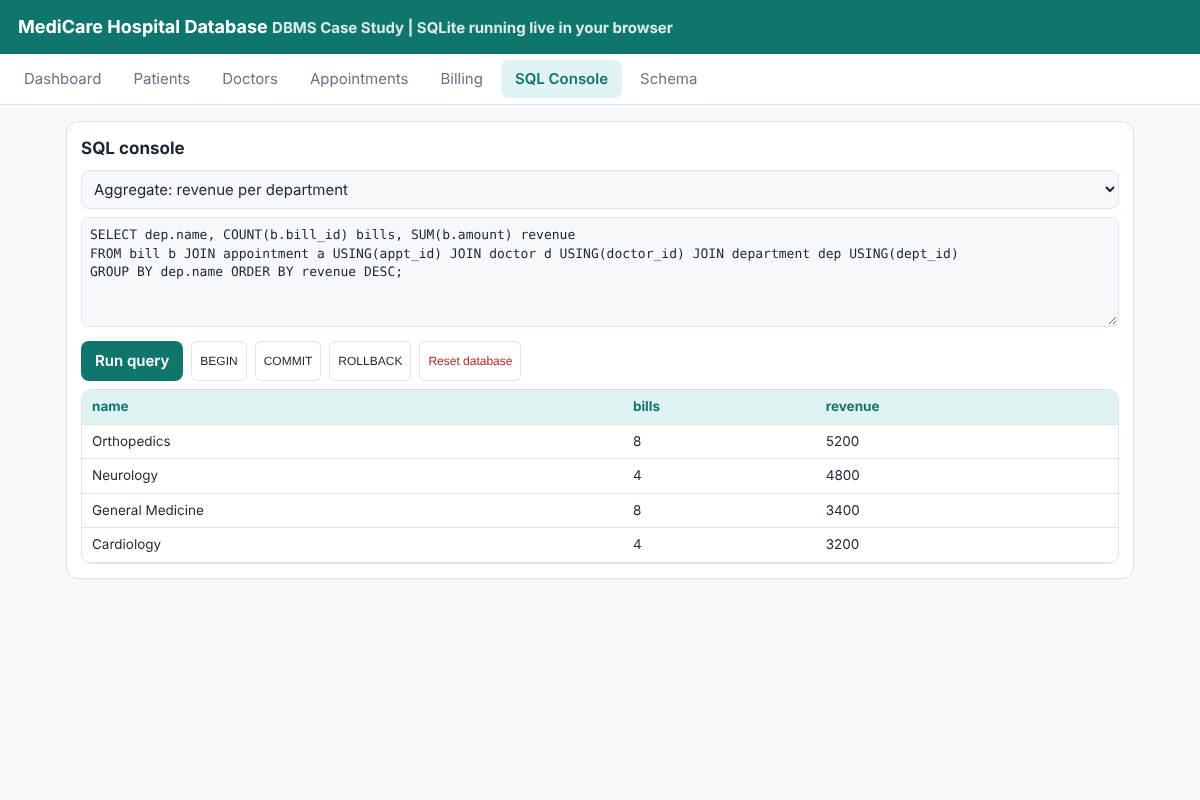 MediCare Hospital Database DBMS Case Study | SQLite running live in your browser
Dashboard Patients Doctors Appointments Billing SQL Console Schema
SQL console
Aggregate: revenue per department
SELECT dep.name, COUNT(b.bill_id) bills, SUM(b.amount) revenue
FROM bill b JOIN appointment a USING(appt_id) JOIN doctor d USING(doctor_id) JOIN department dep USING(dept_id)
GROUP BY dep.name ORDER BY revenue DESC;
Run query BEGIN COMMIT ROLLBACK Reset database
name bills revenue
Orthopedics 8 5200
Neurology 4 4800
General Medicine 8 3400
Cardiology 4 3200